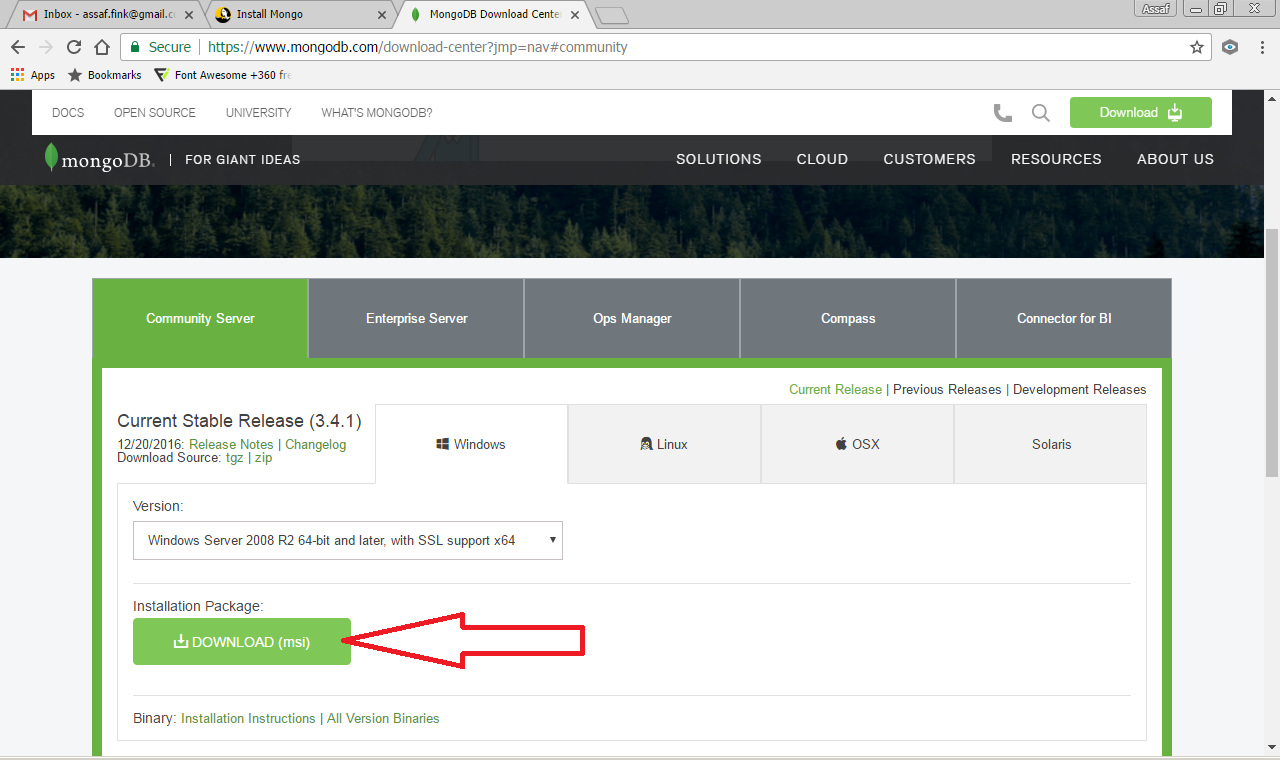 Inbox - assaf.fink@gmail.c
Install Mongo
MongoDB Download Cente
Assaf
Secure
https://www.mongodb.com/download-center?jmp=nav#community
Apps
Bookmarks
Font Awesome +360 fre
DOCS
OPEN SOURCE
UNIVERSITY
WHAT'S MONGODB?
Download
mongoDB. | FOR GIANT IDEAS
SOLUTIONS
CLOUD
CUSTOMERS
RESOURCES
ABOUT US
Community Server
Enterprise Server
Ops Manager
Compass
Connector for BI
Current Release | Previous Releases | Development Releases
Current Stable Release (3.4.1)
12/20/2016: Release Notes | Changelog
Download Source: tgz | zip
Windows
Linux
OSX
Solaris
Version:
Windows Server 2008 R2 64-bit and later, with SSL support x64
Installation Package:
DOWNLOAD (msi)
Binary: Installation Instructions | All Version Binaries